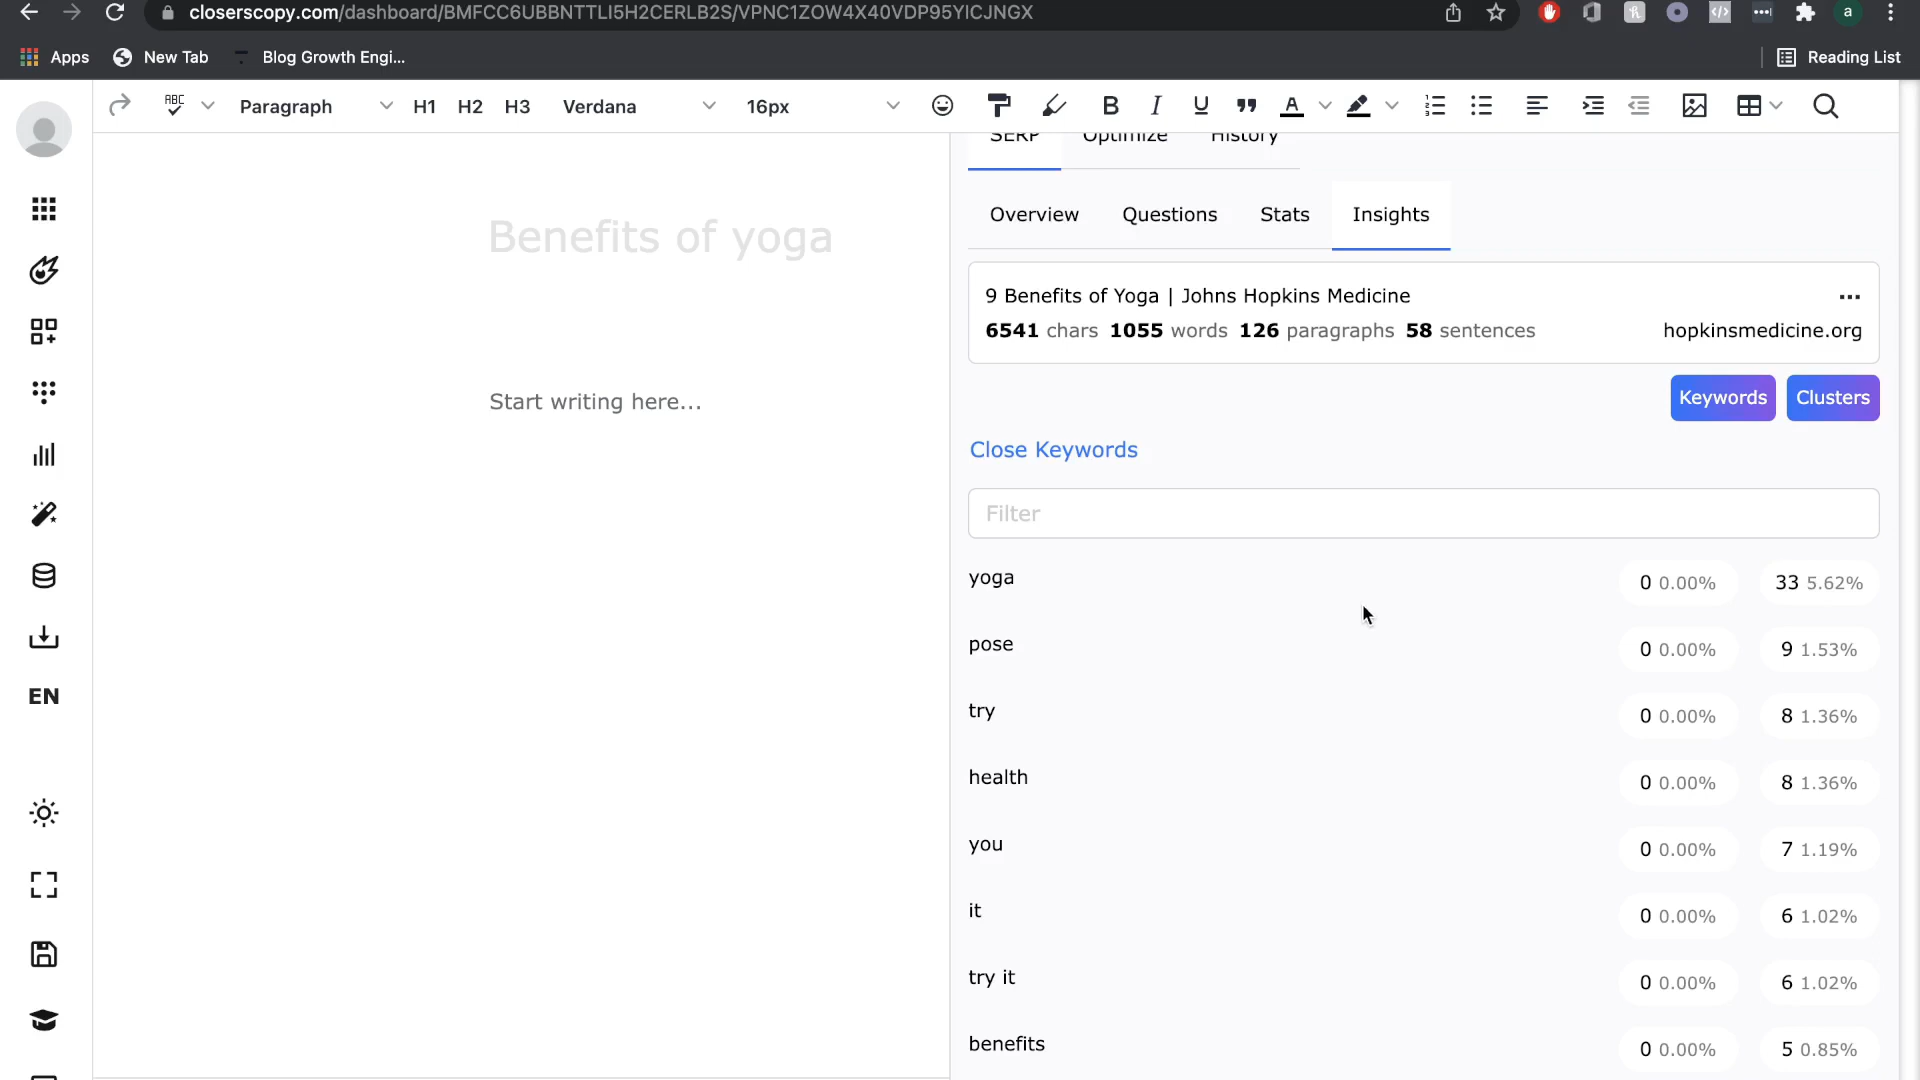 closerscopy.com/dashboard/BMFCC6UBBNTTLI5H2CERLB2S/VPNC1ZOW4X40VDP95YICJNGX
a
Apps New Tab Blog Growth Engi... Reading List
ABC Paragraph H1 H2 H3 Verdana 16px B I U A
SERP Optimize History
Overview Questions Stats Insights
Benefits of yoga
Start writing here...
9 Benefits of Yoga | Johns Hopkins Medicine
6541 chars 1055 words 126 paragraphs 58 sentences hopkinsmedicine.org
Keywords Clusters
Close Keywords
Filter
yoga 0 0.00% 33 5.62%
pose 0 0.00% 9 1.53%
try 0 0.00% 8 1.36%
health 0 0.00% 8 1.36%
you 0 0.00% 7 1.19%
it 0 0.00% 6 1.02%
try it 0 0.00% 6 1.02%
benefits 0 0.00% 5 0.85%
EN